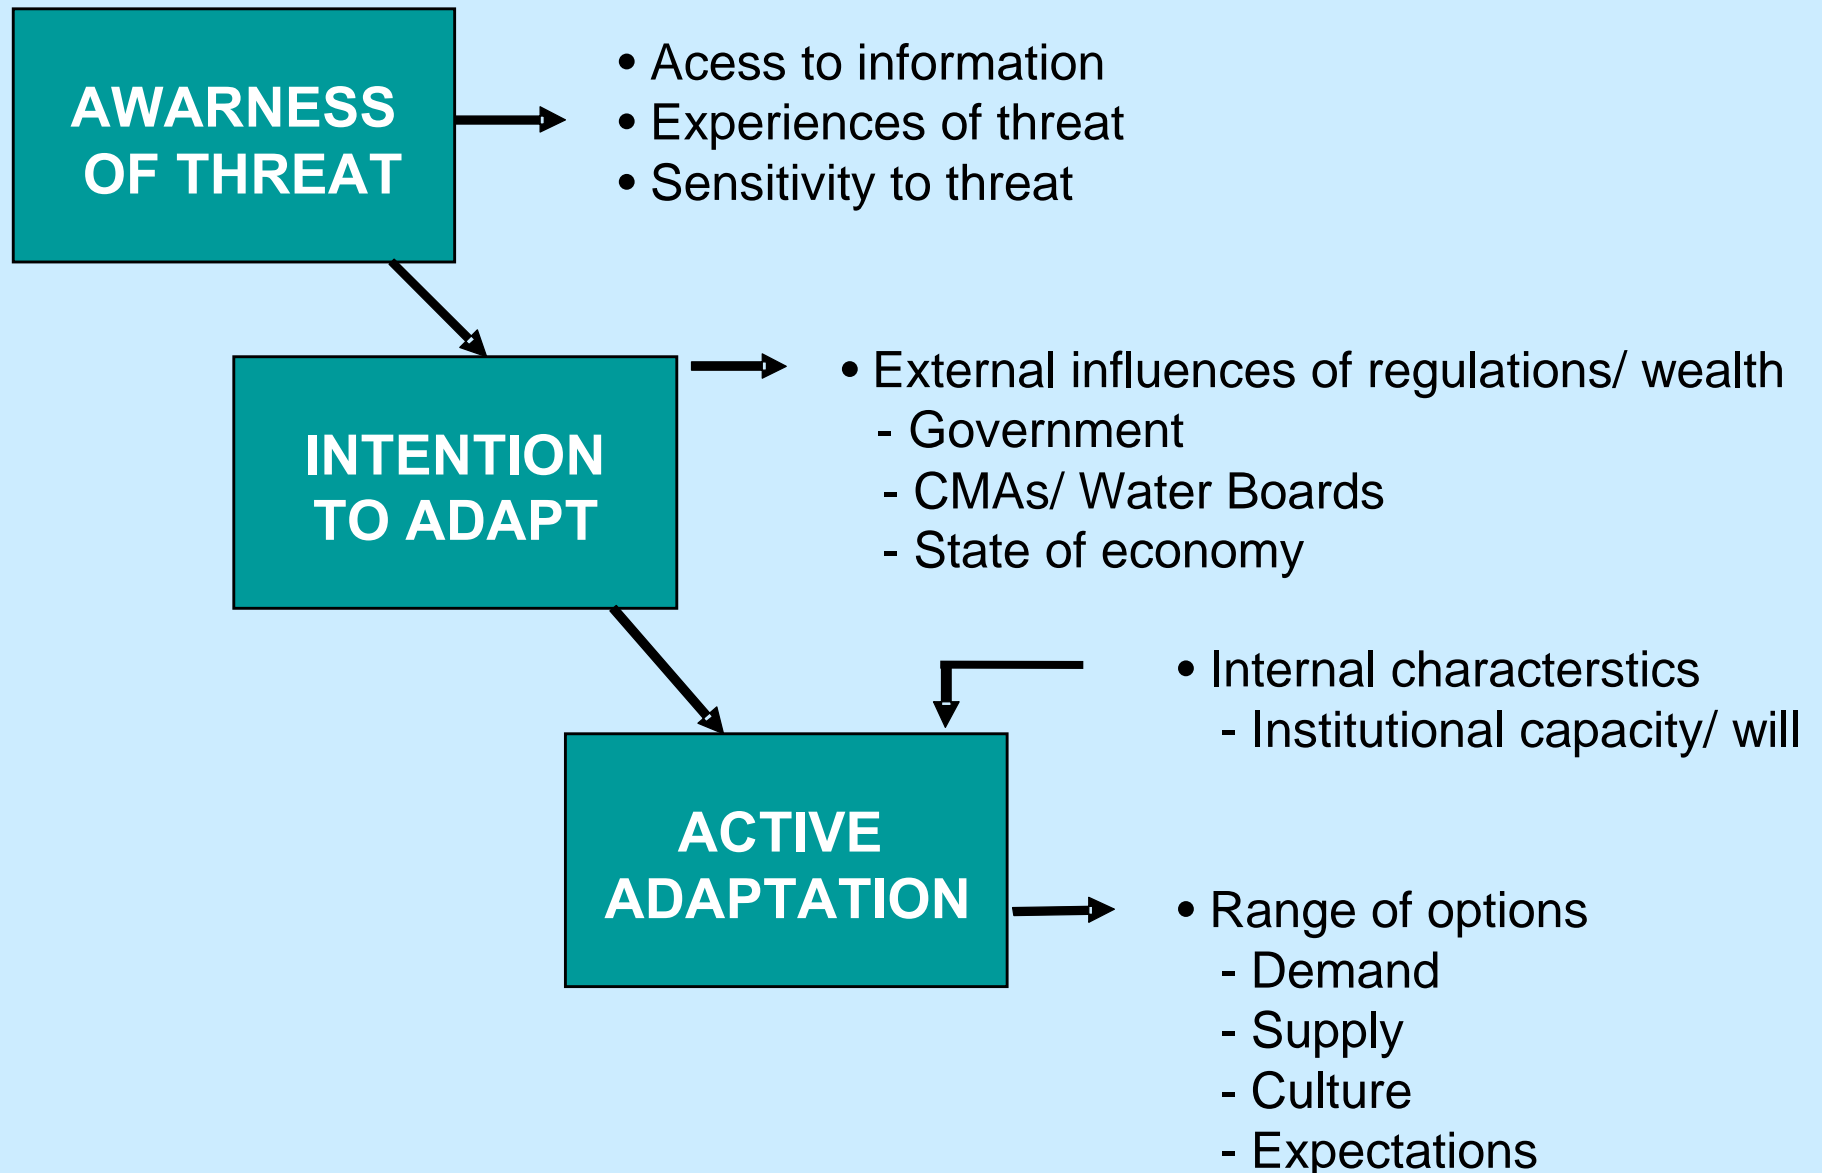 AWARNESS
OF THREAT
• Acess to information
• Experiences of threat
• Sensitivity to threat
INTENTION
TO ADAPT
• External influences of regulations/ wealth
- Government
- CMAs/ Water Boards
- State of economy
• Internal characterstics
- Institutional capacity/ will
ACTIVE
ADAPTATION
• Range of options
- Demand
- Supply
- Culture
- Expectations